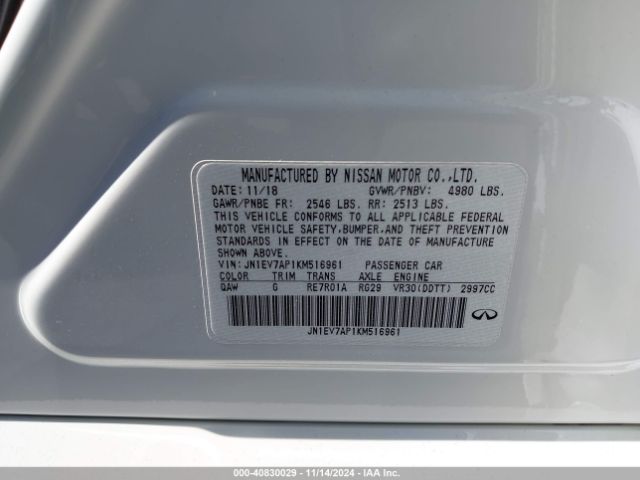 MANUFACTURED BY NISSAN MOTOR CO.,LTD.
DATE: 11/18 GVWR/PNBV: 4980 LBS.
GAWR/PNBE FR: 2546 LBS. RR: 2513 LBS.
THIS VEHICLE CONFORMS TO ALL APPLICABLE FEDERAL
MOTOR VEHICLE SAFETY,BUMPER,AND THEFT PREVENTION
STANDARDS IN EFFECT ON THE DATE OF MANUFACTURE
SHOWN ABOVE.
VIN: JN1EV7AP1KM516961 PASSENGER CAR
COLOR TRIM TRANS AXLE ENGINE
QAW G RE7R01A RG29 VR30(DDTT) 2997CC
JN1EV7AP1KM516961
000-40830029 - 11/14/2024 - IAA Inc.